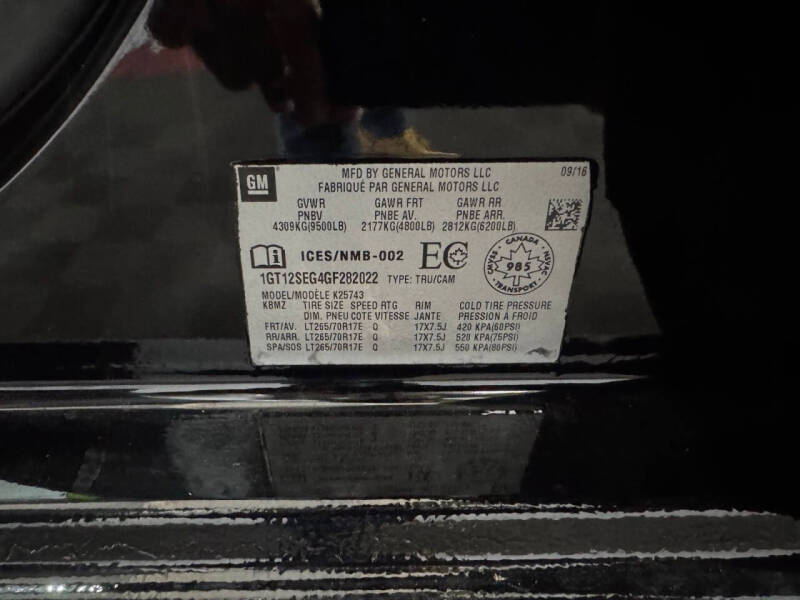 GM
MFD BY GENERAL MOTORS LLC
FABRIQUÉ PAR GENERAL MOTORS LLC
09/16
GVWR GAWR FRT GAWR RR
PNBV PNBE AV. PNBE ARR.
4309KG(9500LB) 2177KG(4800LB) 2812KG(6200LB)
ICES/NMB-002 EC
CANADA
SNVAC NSVAC
985
TRANSPORT
1GT12SEG4GF282022 TYPE: TRU/CAM
MODEL/MODÈLE K25743
KBMZ TIRE SIZE SPEED RTG RIM COLD TIRE PRESSURE
DIM. PNEU COTE VITESSE JANTE PRESSION À FROID
FRT/AV. LT265/70R17E Q 17X7.5J 420 KPA(60PSI)
RR/ARR. LT265/70R17E Q 17X7.5J 520 KPA(75PSI)
SPA/SOS LT265/70R17E Q 17X7.5J 550 KPA(80PSI)